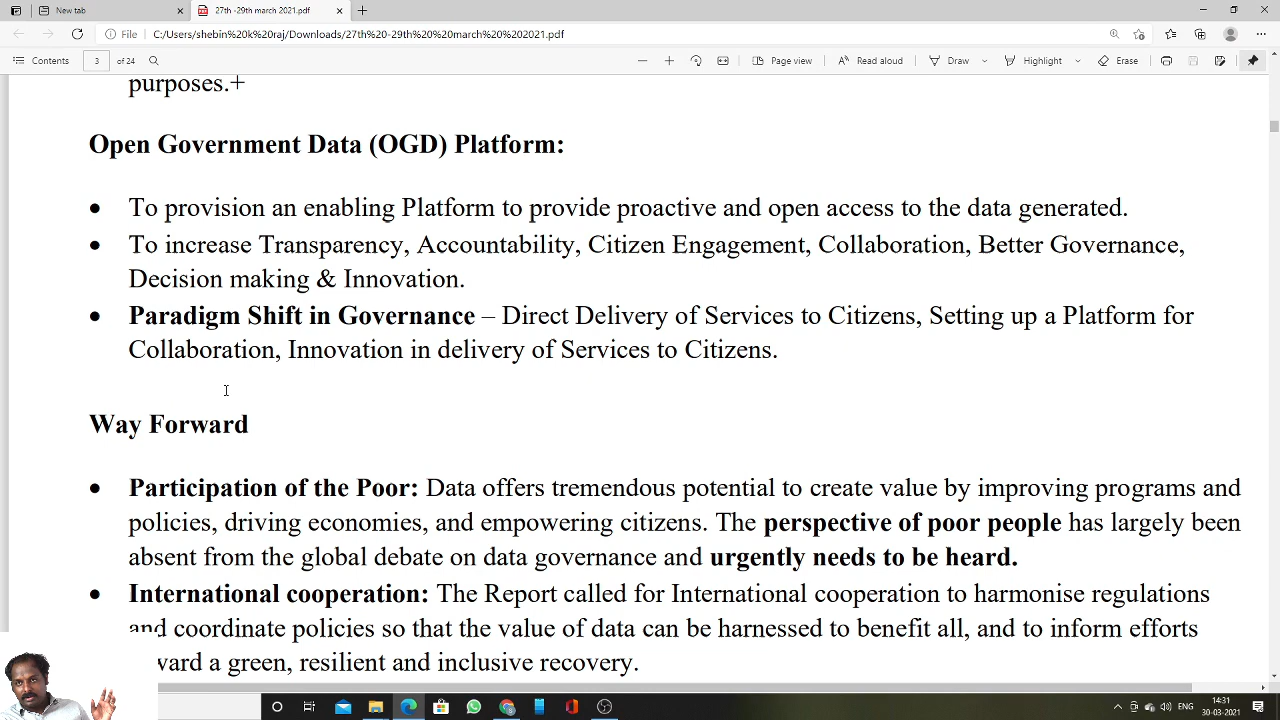 New tab
27th -29th march 2021.pdf
File
C:/Users/shebin%20k%20raj/Downloads/27th%20-29th%20%20march%20%202021.pdf
Contents
3
of 24
Page view
Read aloud
Draw
Highlight
Erase
purposes.+
Open Government Data (OGD) Platform:
• To provision an enabling Platform to provide proactive and open access to the data generated.
• To increase Transparency, Accountability, Citizen Engagement, Collaboration, Better Governance,
Decision making & Innovation.
• Paradigm Shift in Governance – Direct Delivery of Services to Citizens, Setting up a Platform for
Collaboration, Innovation in delivery of Services to Citizens.
Way Forward
• Participation of the Poor: Data offers tremendous potential to create value by improving programs and
policies, driving economies, and empowering citizens. The perspective of poor people has largely been
absent from the global debate on data governance and urgently needs to be heard.
• International cooperation: The Report called for International cooperation to harmonise regulations
and coordinate policies so that the value of data can be harnessed to benefit all, and to inform efforts
ward a green, resilient and inclusive recovery.
ENG
14:31
30-03-2021